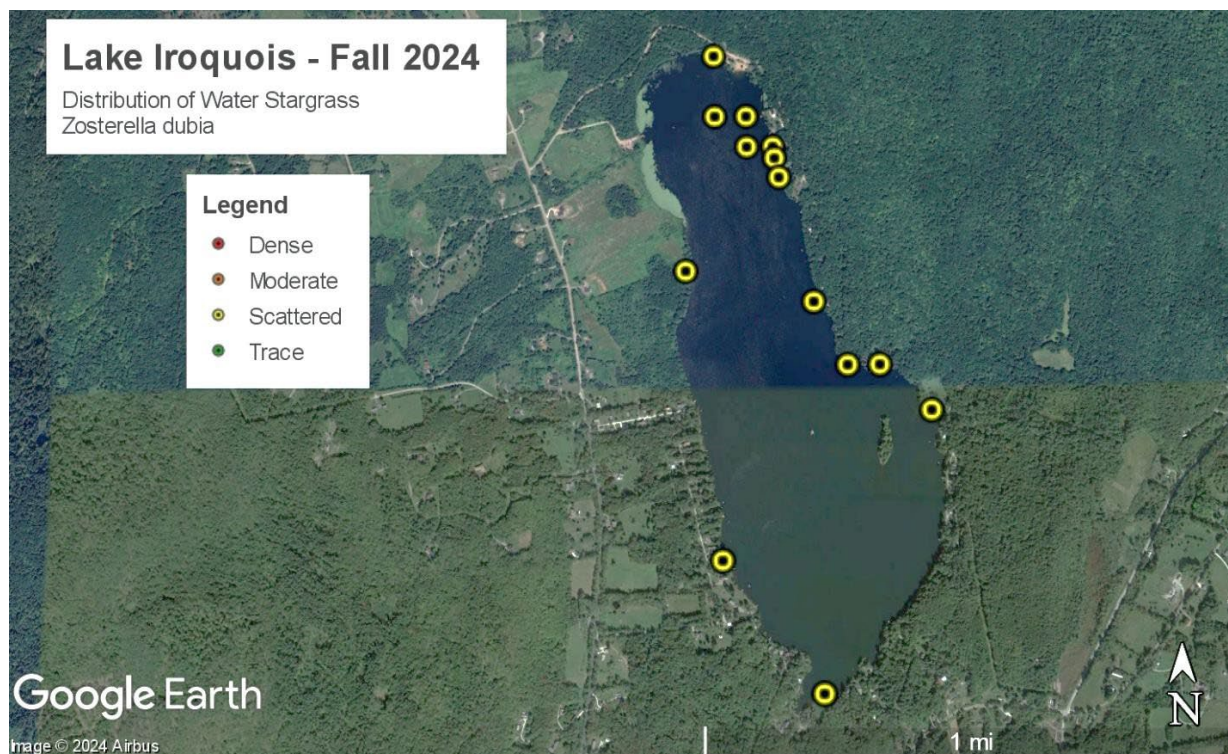 Lake Iroquois - Fall 2024
Distribution of Water Stargrass
Zosterella dubia
Legend
Dense
Moderate
Scattered
Trace
N
Google Earth
Image © 2024 Airbus
1 mi